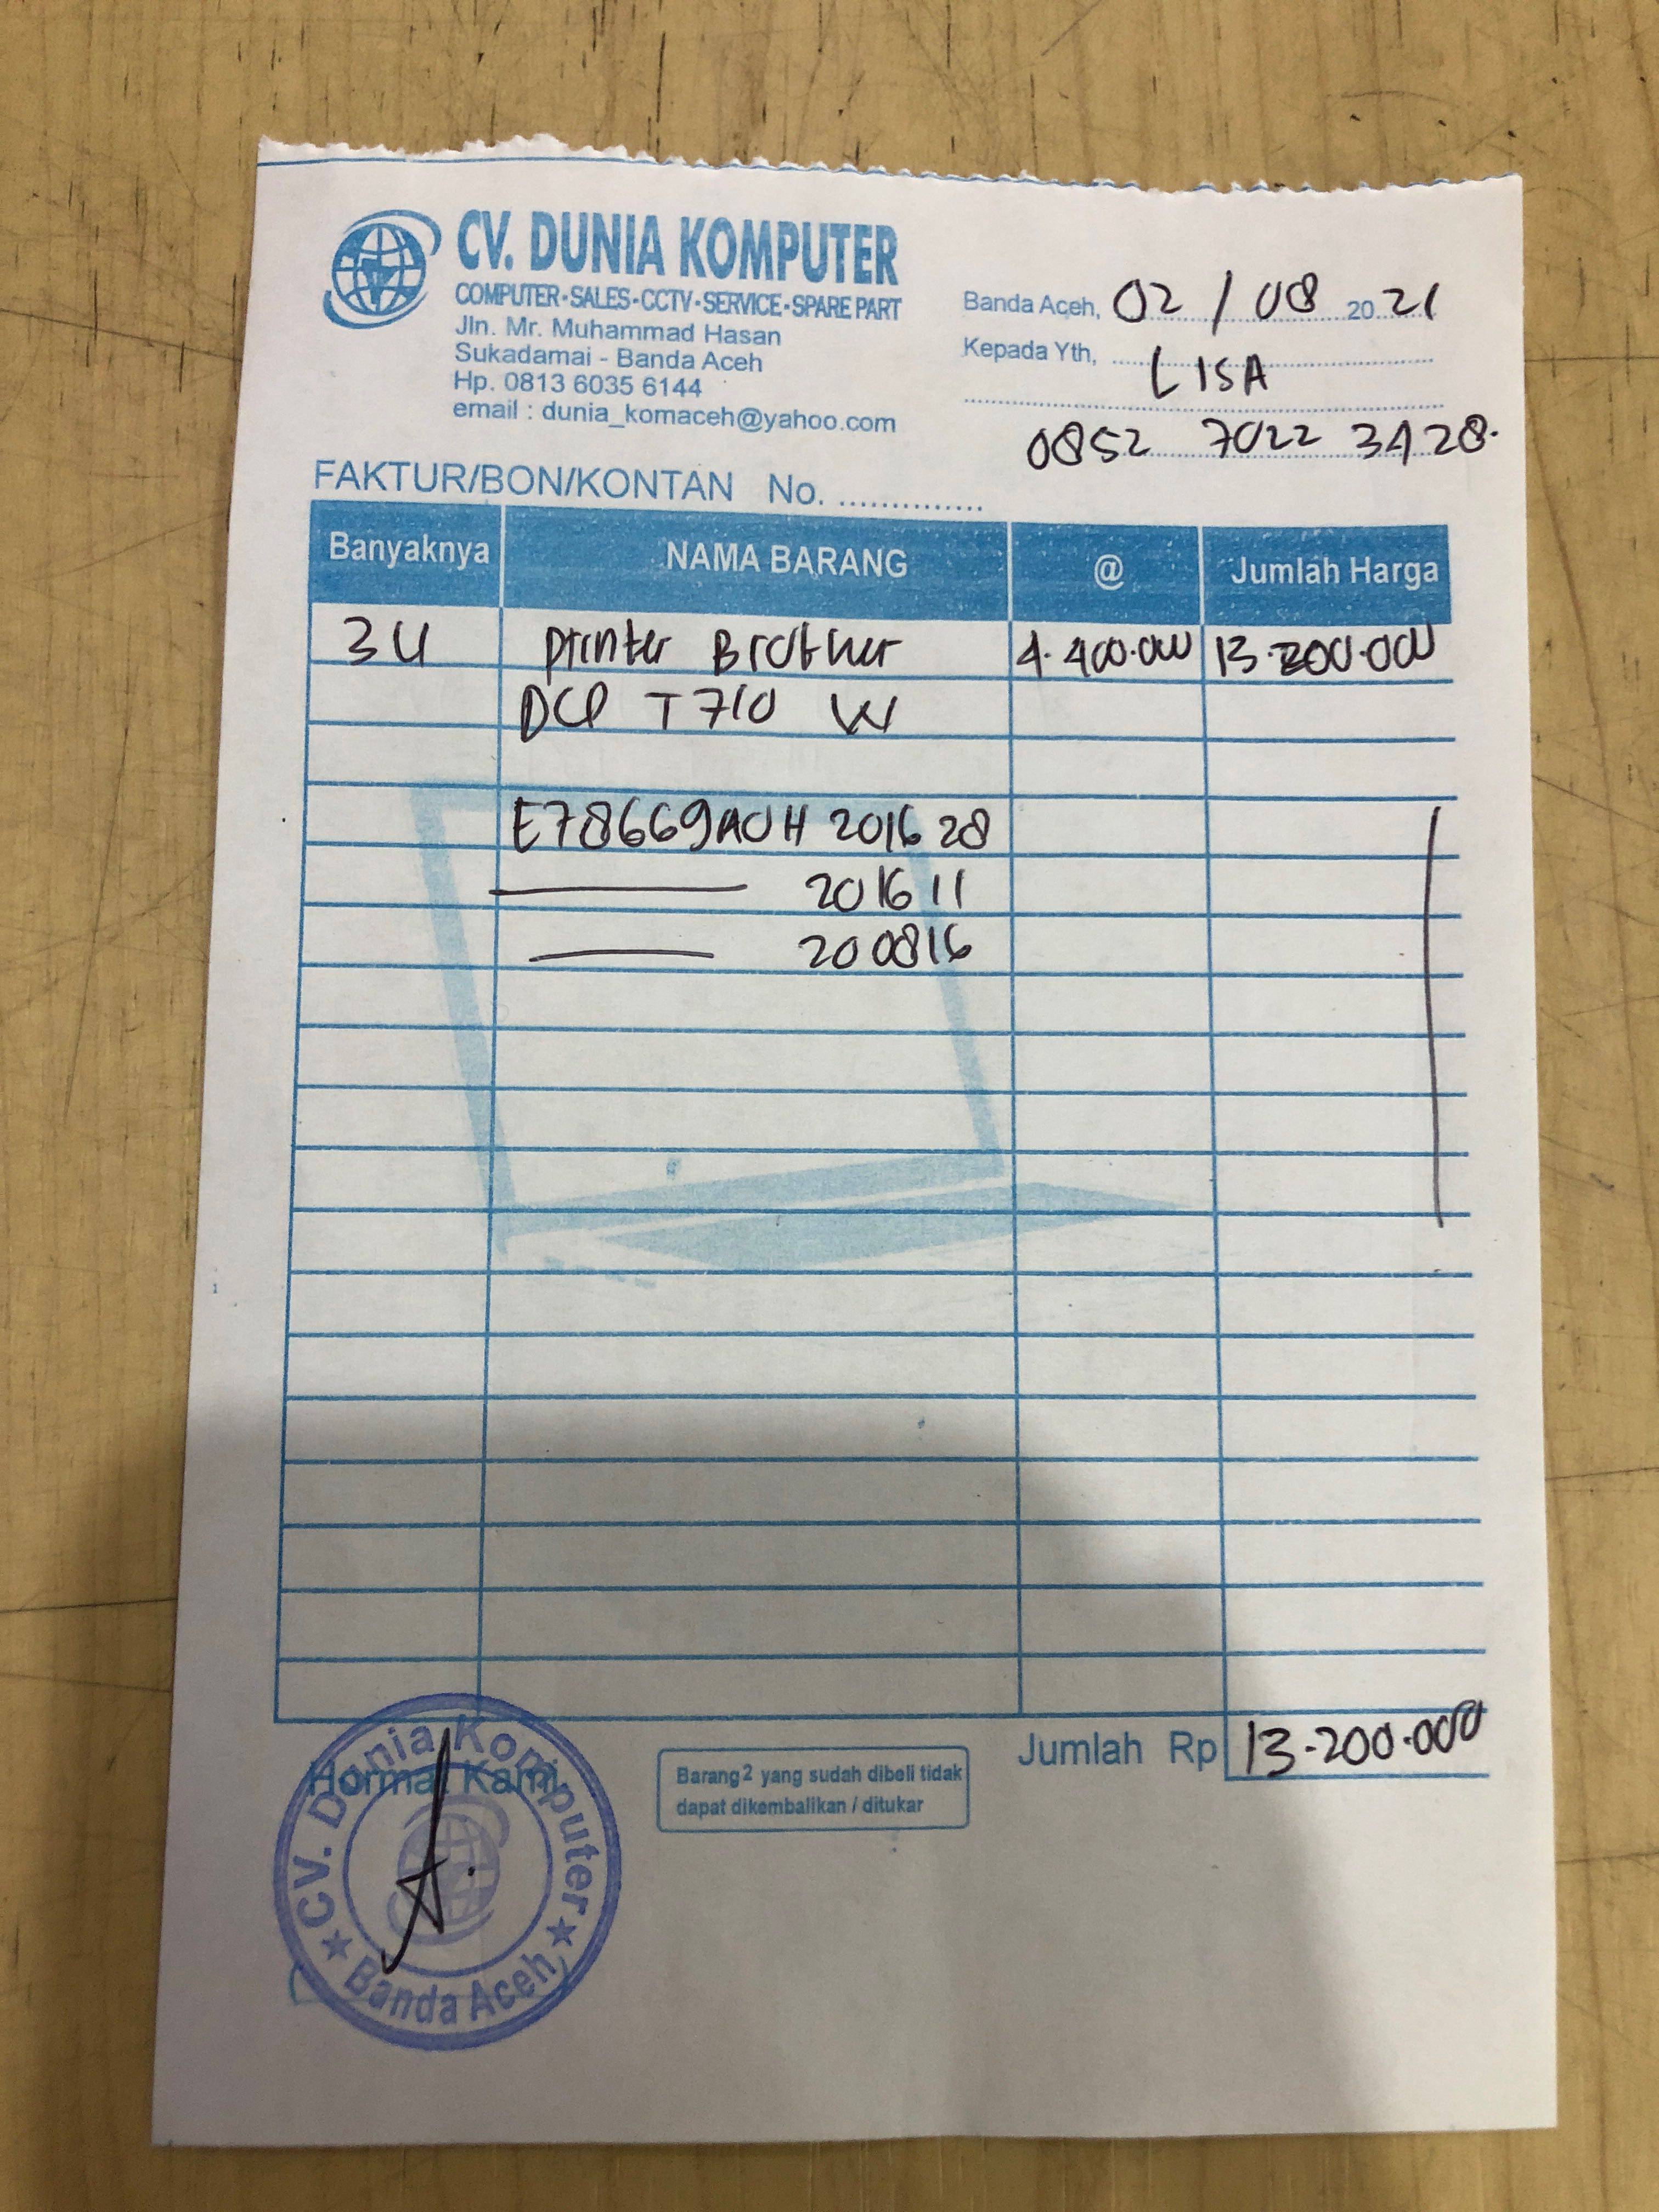 CV. DUNIA KOMPUTER
COMPUTER - SALES - CCTV - SERVICE - SPARE PART
Jln. Mr. Muhammad Hasan
Sukadamai - Banda Aceh
Hp. 0813 6035 6144
email : dunia_komaceh@yahoo.com
Banda Aceh, 02 / 08 20 21
Kepada Yth,
LISA
0852 7022 3428.
FAKTUR/BON/KONTAN No. ..............
Banyaknya NAMA BARANG @ Jumlah Harga
3 U Printer Brother 4.400.000 13.200.000
DCP T710 W
E78669A0H 2016 28
2016 11
200816
Jumlah Rp 13.200.000
Hormat Kami,
Barang2 yang sudah dibeli tidak
dapat dikembalikan / ditukar
CV. Dunia Komputer
Banda Aceh